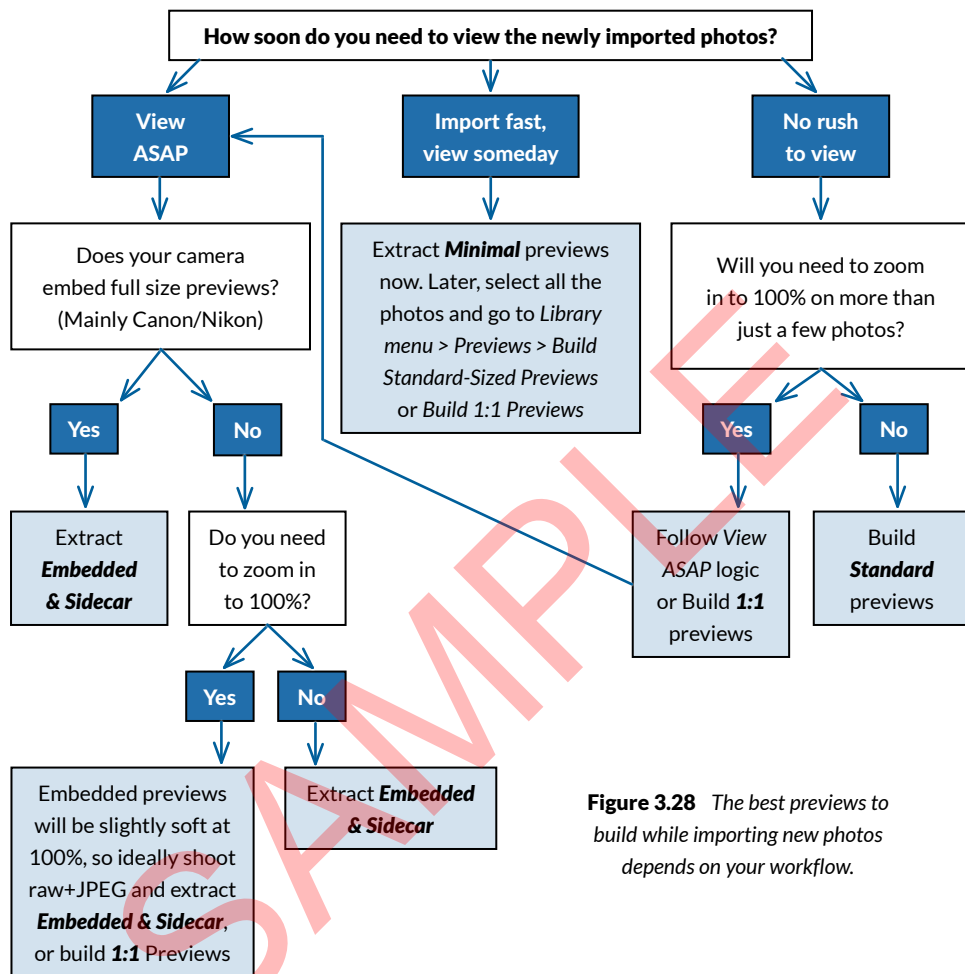 How soon do you need to view the newly imported photos?
View
ASAP
Import fast,
view someday
No rush
to view
Does your camera
embed full size previews?
(Mainly Canon/Nikon)
Extract Minimal previews
now. Later, select all the
photos and go to Library
menu > Previews > Build
Standard-Sized Previews
or Build 1:1 Previews
Will you need to zoom
in to 100% on more than
just a few photos?
Yes
No
Yes
No
Extract
Embedded
& Sidecar
Do you need
to zoom in
to 100%?
Follow View
ASAP logic
or Build 1:1
previews
Build
Standard
previews
Yes
No
Embedded previews
will be slightly soft at
100%, so ideally shoot
raw+JPEG and extract
Embedded & Sidecar,
or build 1:1 Previews
Extract Embedded
& Sidecar
Figure 3.28 The best previews to
build while importing new photos
depends on your workflow.
SAMPLE